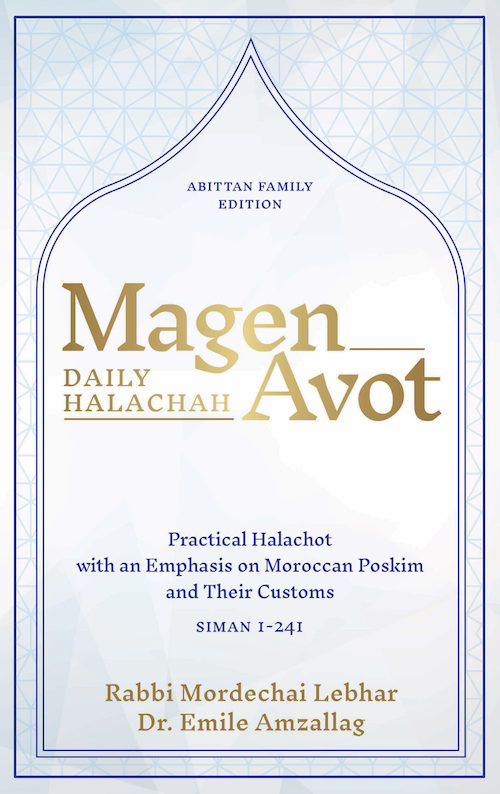 ABITTAN FAMILY
EDITION
Magen
DAILY
HALACHAH
Avot
Practical Halachot
with an Emphasis on Moroccan Poskim
and Their Customs
SIMAN 1-241
Rabbi Mordechai Lebhar
Dr. Emile Amzallag